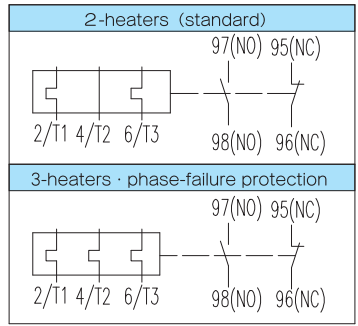 2-heaters (standard)
97(NO) 95(NC)
2/T1 4/T2 6/T3
98(NO) 96(NC)
3-heaters · phase-failure protection
97(NO) 95(NC)
2/T1 4/T2 6/T3
98(NO) 96(NC)